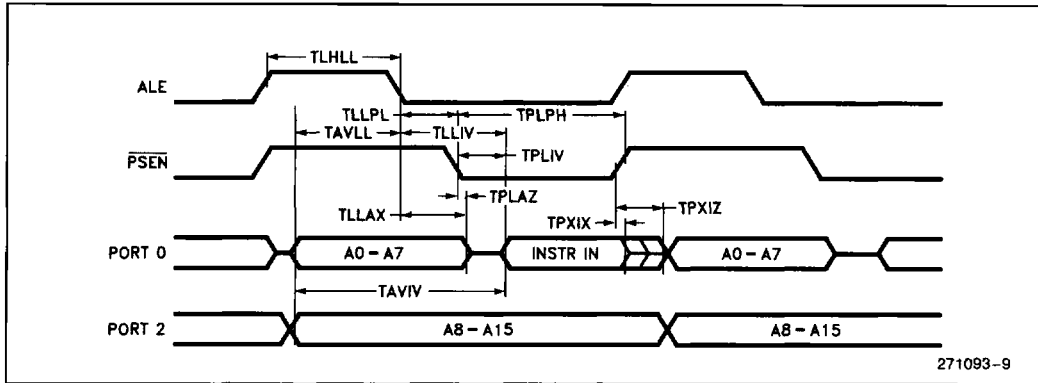 TLHLL
ALE
TLLPL
TPLPH
TAVLL
TLLIV
PSEN
TPLIV
TPLAZ
TLLAX
TPXIX
TPXIZ
PORT 0
A0–A7
INSTR IN
A0–A7
TAVIV
PORT 2
A8–A15
A8–A15
271093–9